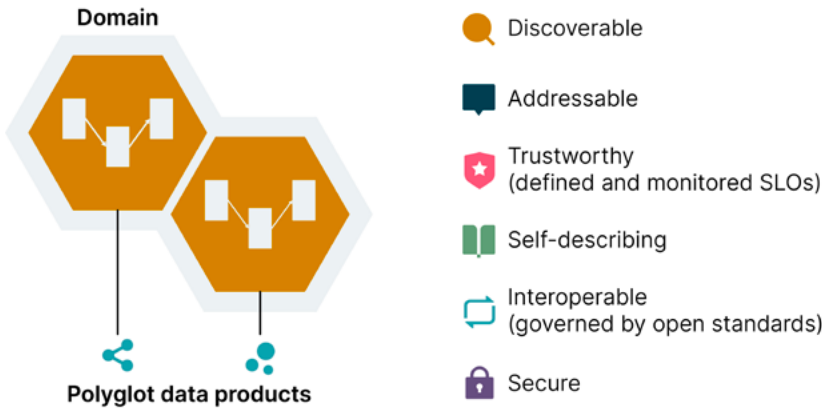 Domain
Polyglot data products
Discoverable
Addressable
Trustworthy
(defined and monitored SLOs)
Self-describing
Interoperable
(governed by open standards)
Secure